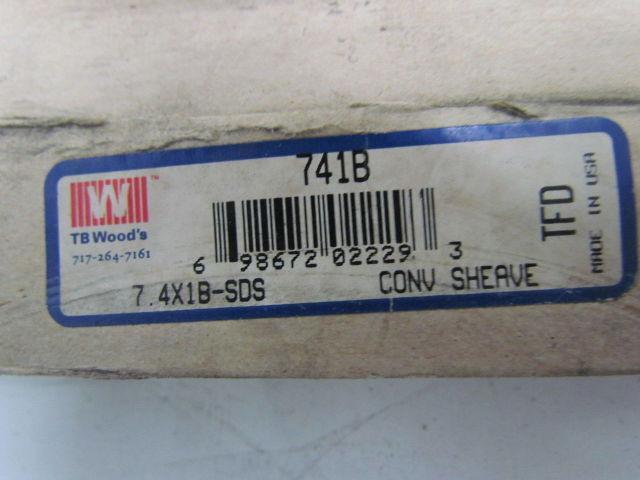 741B
W™
TB Wood's
717-264-7161
6 98672 02229 3
7.4X1B-SDS
CONV SHEAVE
TFD
MADE IN USA